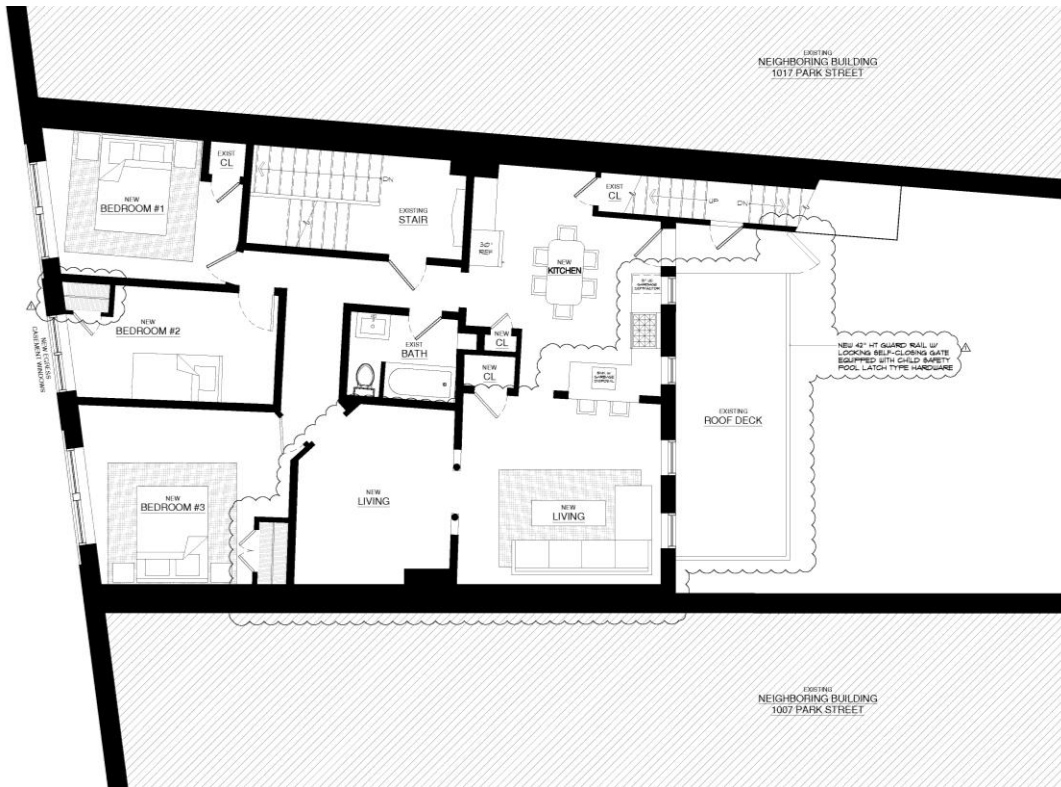 EXISTING
NEIGHBORING BUILDING
1017 PARK STREET
EXIST
CL
NEW
BEDROOM #1
DN
EXISTING
STAIR
EXIST
CL
UP
DN
NEW
KITCHEN
NEW
BEDROOM #2
NEW EGRESS
CASEMENT WINDOWS
EXIST
BATH
NEW
CL
NEW
CL
NEW 42" HT GUARD RAIL W/
LOCKING SELF-CLOSING GATE
EQUIPPED WITH CHILD SAFETY
POOL LATCH TYPE HARDWARE
EXISTING
ROOF DECK
NEW
BEDROOM #3
NEW
LIVING
NEW
LIVING
EXISTING
NEIGHBORING BUILDING
1007 PARK STREET